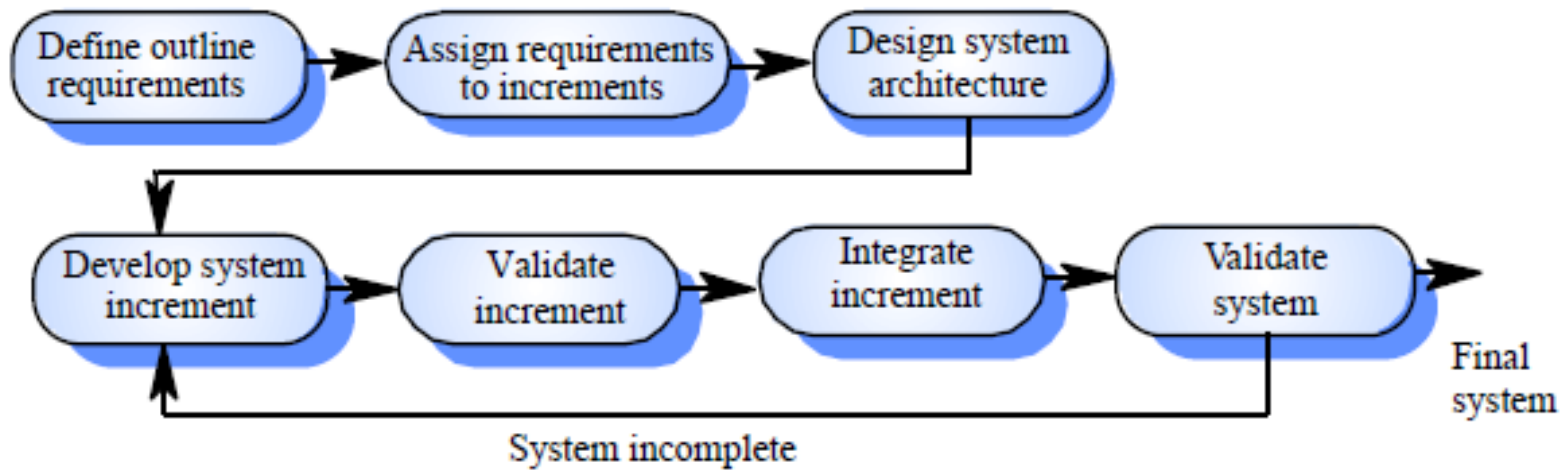 Define outline
requirements
Assign requirements
to increments
Design system
architecture
Develop system
increment
Validate
increment
Integrate
increment
Validate
system
Final
system
System incomplete